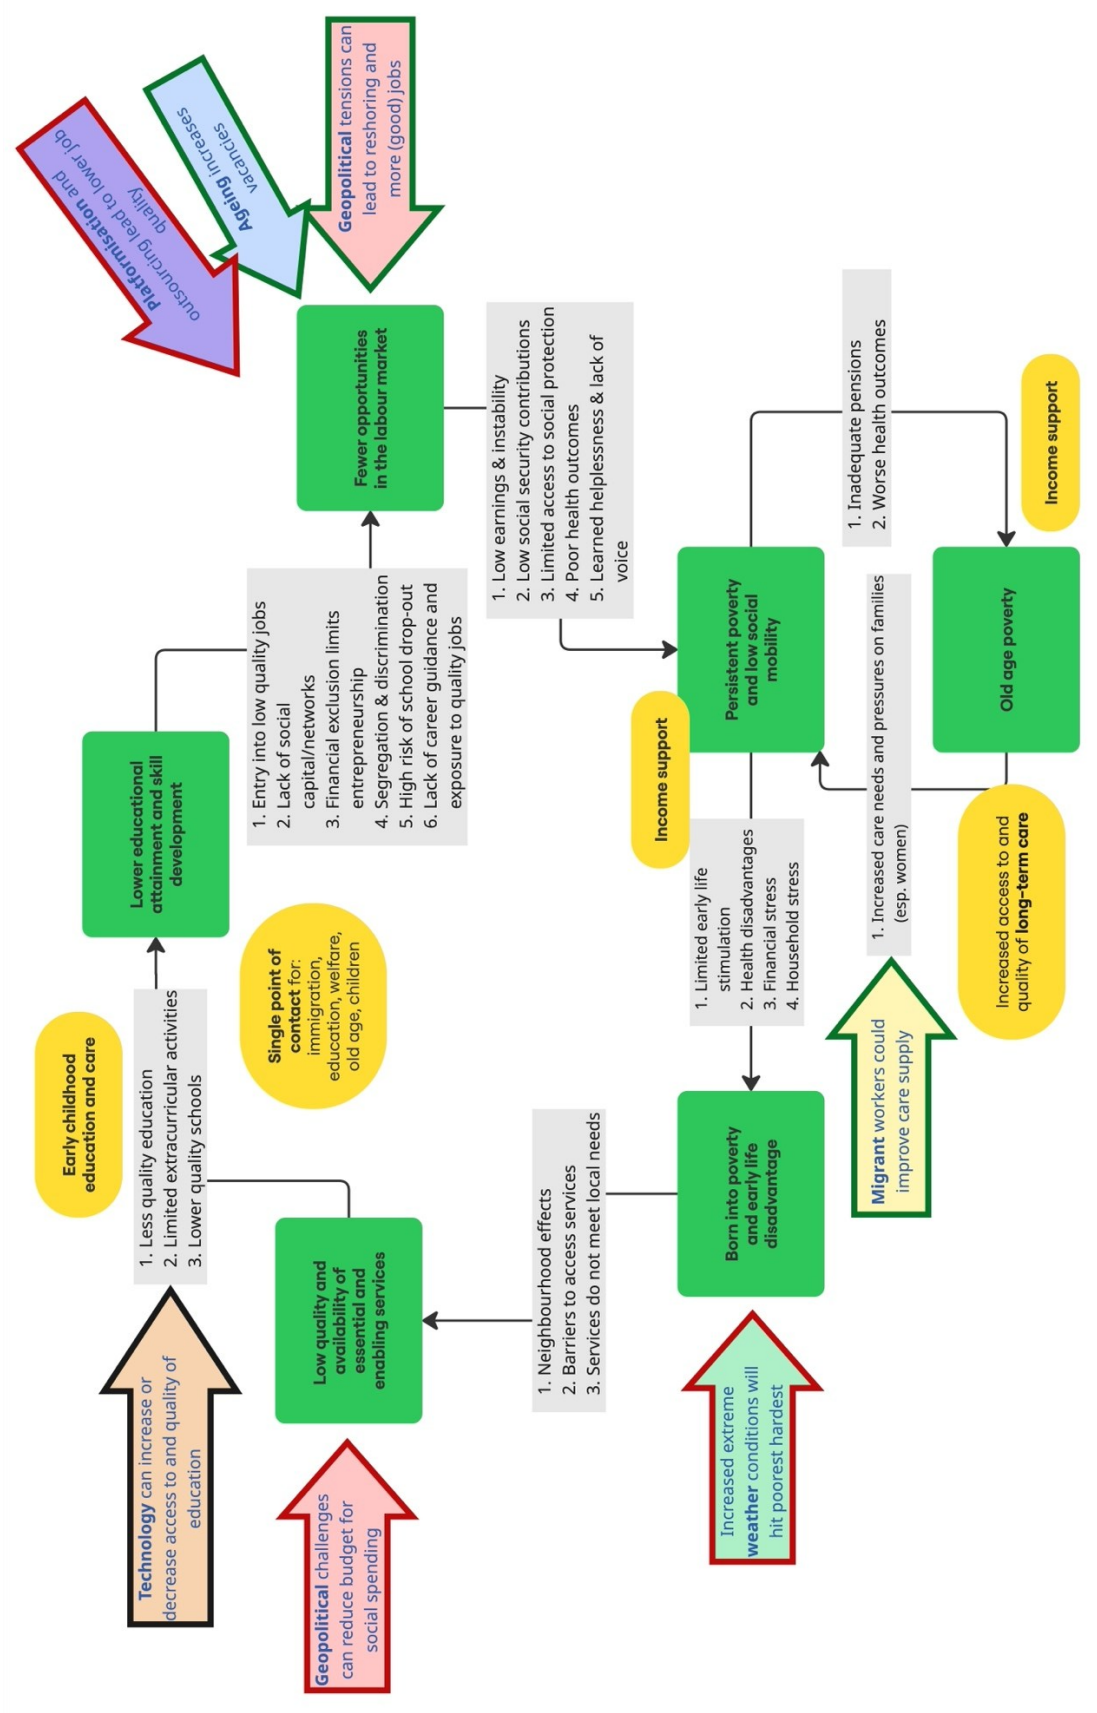 Technology can increase or
decrease access to and quality of
education
Early childhood
education and care
1. Less quality education
2. Limited extracurricular activities
3. Lower quality schools
Lower educational
attainment and skill
development
Platformisation and
outsourcing lead to lower job
quality
Ageing increases
vacancies
Geopolitical tensions can
lead to reshoring and
more (good) jobs
Geopolitical challenges
can reduce budget for
social spending
Low quality and
availability of
essential and
enabling services
Single point of
contact for:
immigration,
education, welfare,
old age, children
1. Entry into low quality jobs
2. Lack of social
capital/networks
3. Financial exclusion limits
entrepreneurship
4. Segregation & discrimination
5. High risk of school drop-out
6. Lack of career guidance and
exposure to quality jobs
Fewer opportunities
in the labour market
1. Neighbourhood effects
2. Barriers to access services
3. Services do not meet local needs
1. Low earnings & instability
2. Low social security contributions
3. Limited access to social protection
4. Poor health outcomes
5. Learned helplessness & lack of
voice
Income support
Increased extreme
weather conditions will
hit poorest hardest
Born into poverty
and early life
disadvantage
1. Limited early life
stimulation
2. Health disadvantages
3. Financial stress
4. Household stress
Persistent poverty
and low social
mobility
1. Inadequate pensions
2. Worse health outcomes
Migrant workers could
improve care supply
1. Increased care needs and pressures on families
(esp. women)
Increased access to and
quality of long-term care
Old age poverty
Income support